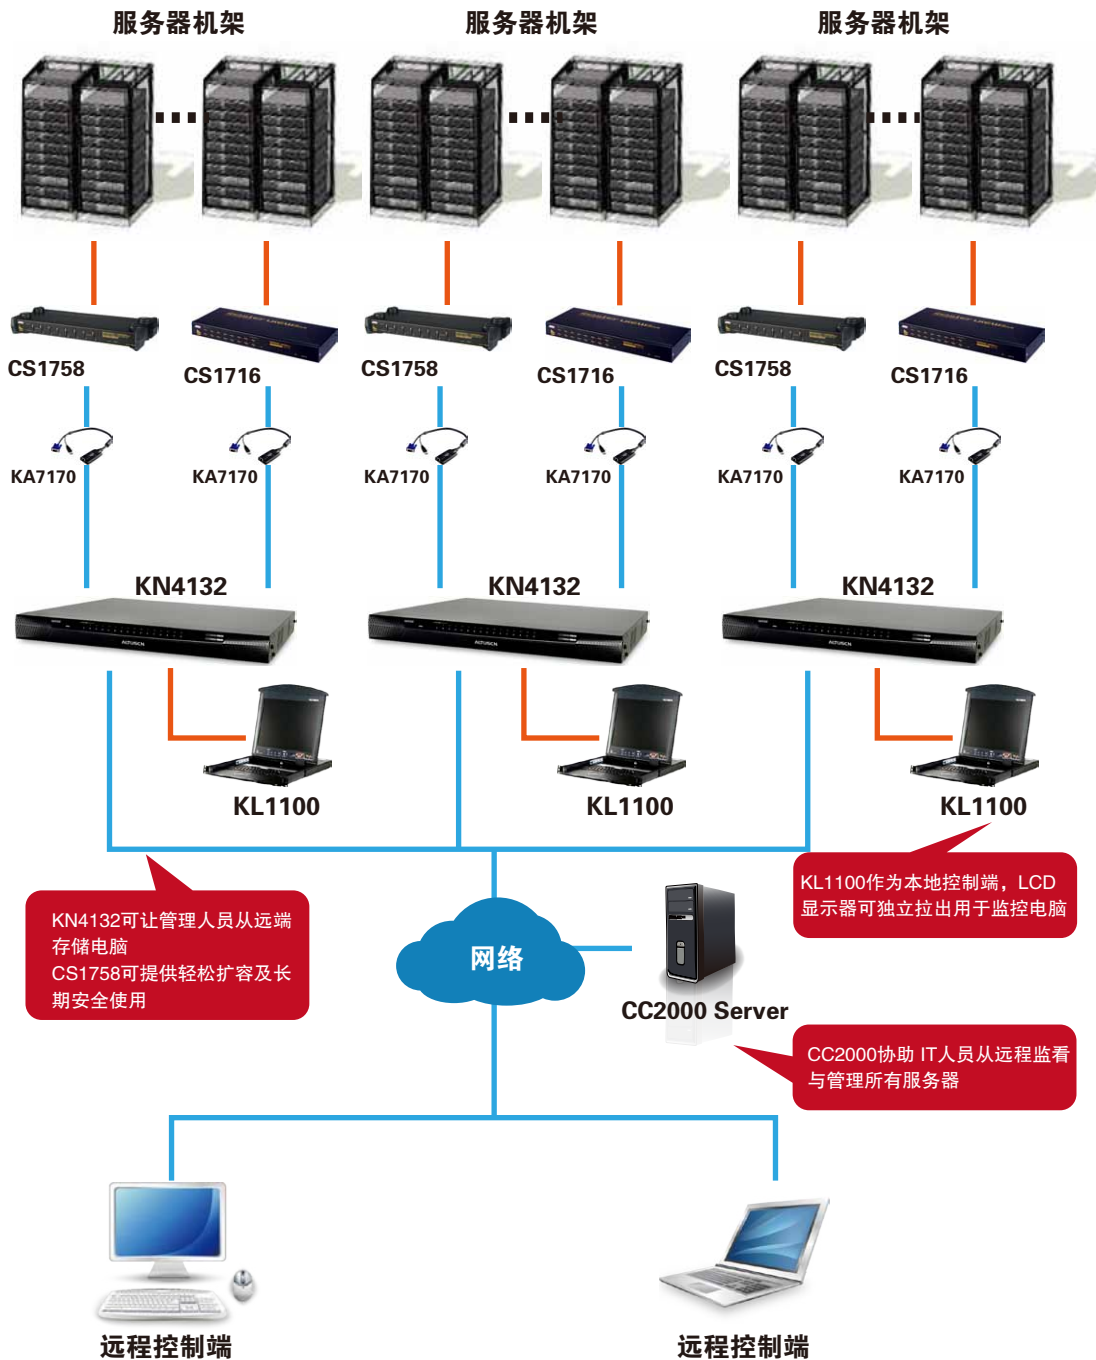 服务器机架 服务器机架 服务器机架
CS1758 CS1716 CS1758 CS1716 CS1758 CS1716
KA7170 KA7170 KA7170 KA7170 KA7170 KA7170
KN4132 KN4132 KN4132
ALTUSEN ALTUSEN ALTUSEN
KL1100 KL1100 KL1100
KN4132可让管理人员从远端
存储电脑
CS1758可提供轻松扩容及长
期安全使用
KL1100作为本地控制端，LCD
显示器可独立拉出用于监控电脑
网络
CC2000 Server
CC2000协助 IT人员从远程监看
与管理所有服务器
远程控制端 远程控制端